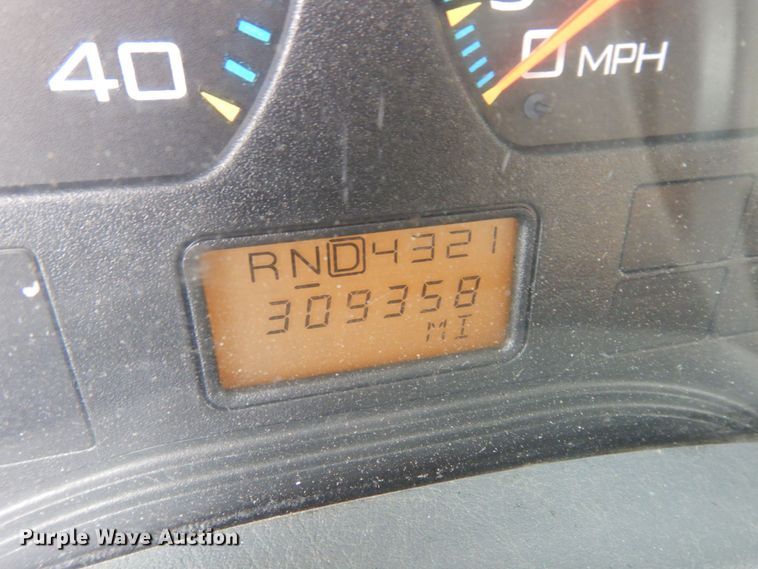 40
0 MPH
RND4321
309358
MI
Purple Wave Auction